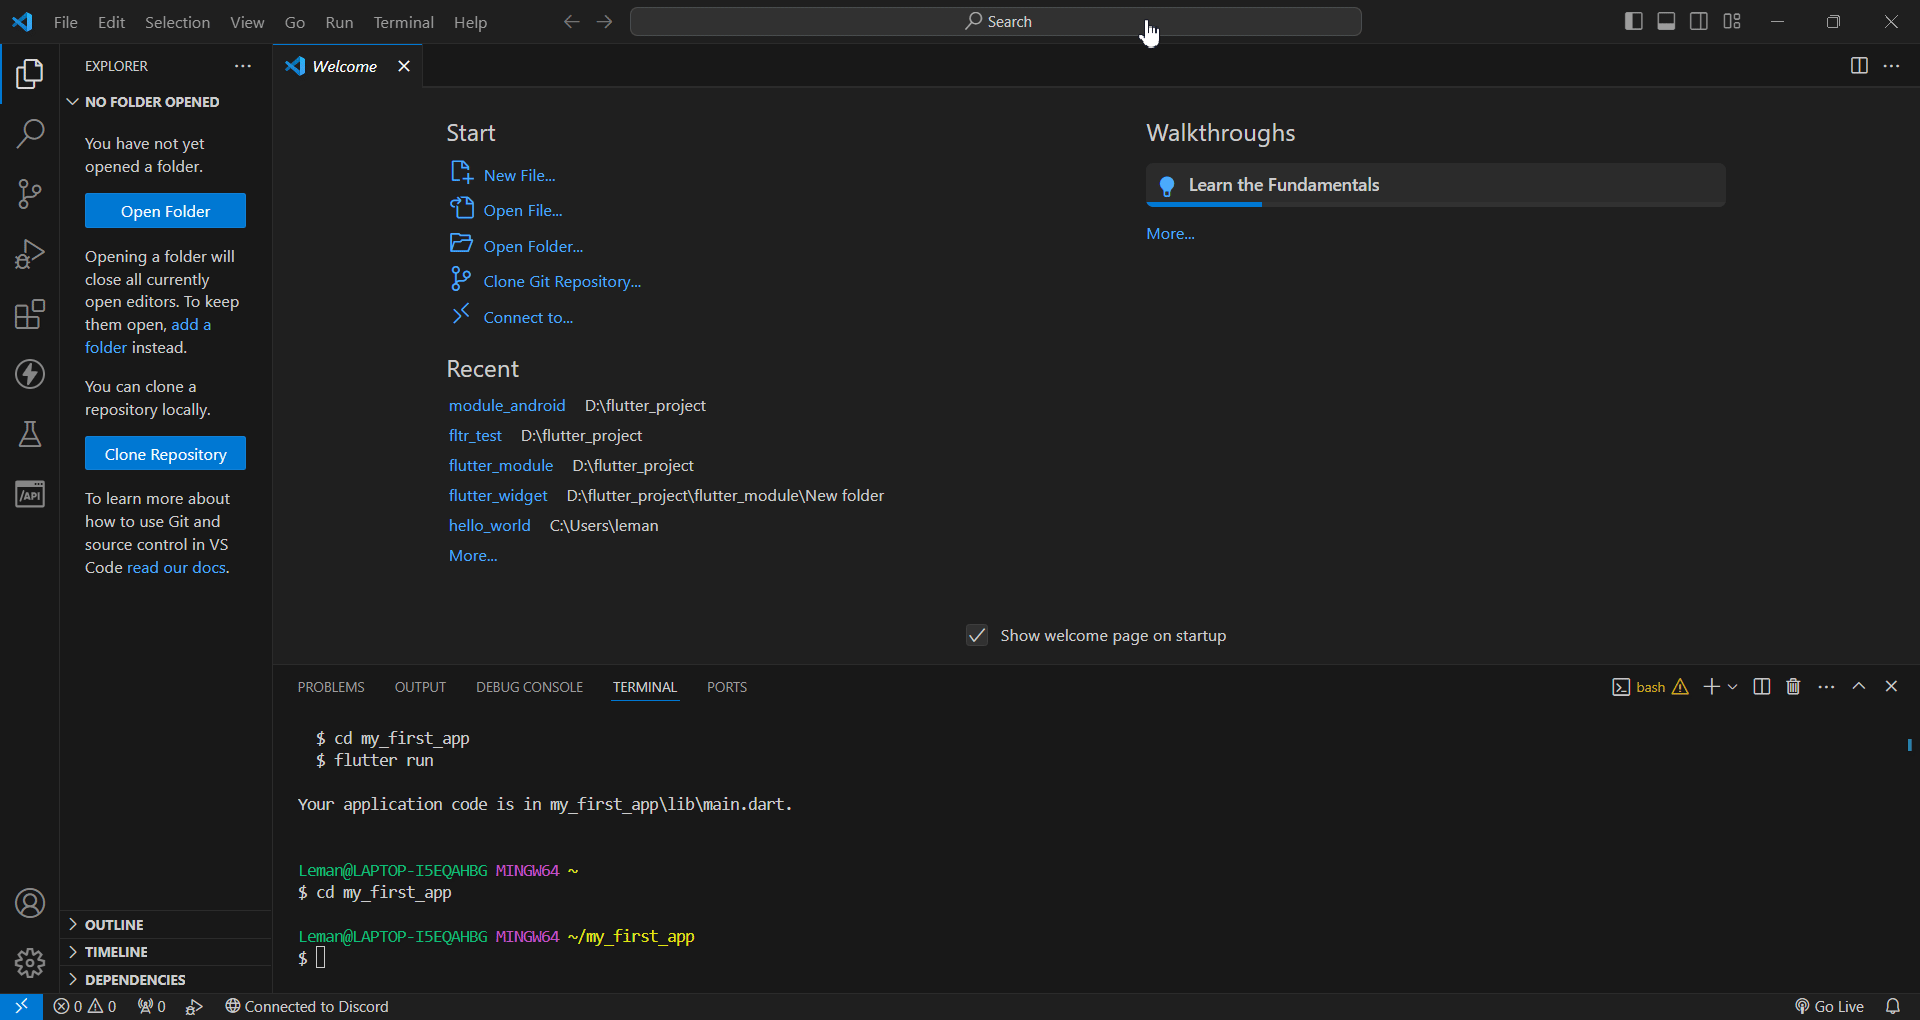 File Edit Selection View Go Run Terminal Help
Search
EXPLORER
Welcome
NO FOLDER OPENED
You have not yet
opened a folder.
Open Folder
Opening a folder will
close all currently
open editors. To keep
them open, add a
folder instead.
You can clone a
repository locally.
Clone Repository
To learn more about
how to use Git and
source control in VS
Code read our docs.
OUTLINE
TIMELINE
DEPENDENCIES
/API
Start
New File...
Open File...
Open Folder...
Clone Git Repository...
Connect to...
Recent
module_android D:\flutter_project
fltr_test D:\flutter_project
flutter_module D:\flutter_project
flutter_widget D:\flutter_project\flutter_module\New folder
hello_world C:\Users\leman
More...
Walkthroughs
Learn the Fundamentals
More...
Show welcome page on startup
PROBLEMS OUTPUT DEBUG CONSOLE TERMINAL PORTS
bash
$ cd my_first_app
$ flutter run
Your application code is in my_first_app\lib\main.dart.
Leman@LAPTOP-I5EQAHBG MINGW64 ~
$ cd my_first_app
Leman@LAPTOP-I5EQAHBG MINGW64 ~/my_first_app
$
0 0 0 Connected to Discord
Go Live